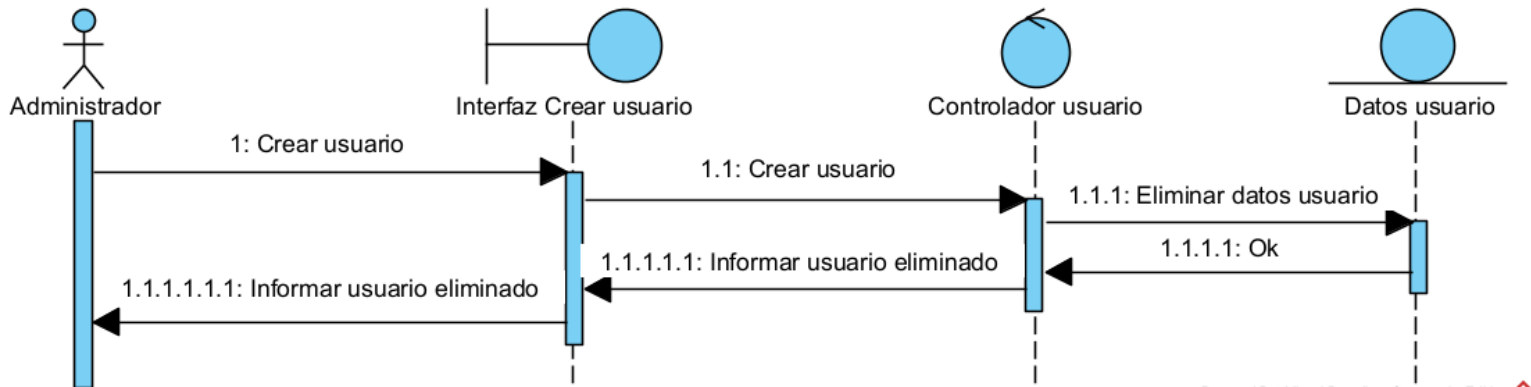 Administrador
Interfaz Crear usuario
Controlador usuario
Datos usuario
1: Crear usuario
1.1: Crear usuario
1.1.1: Eliminar datos usuario
1.1.1.1: Ok
1.1.1.1.1: Informar usuario eliminado
1.1.1.1.1.1: Informar usuario eliminado